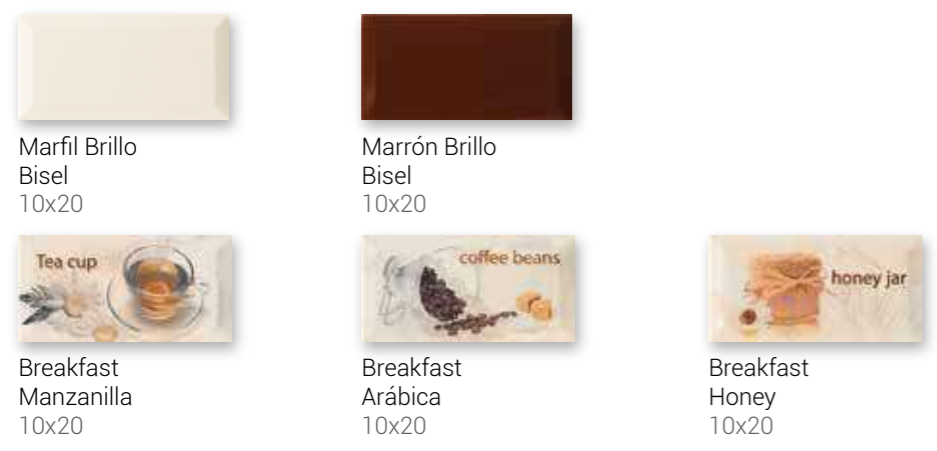 Marfil Brillo
Bisel
10x20
Marrón Brillo
Bisel
10x20
Tea cup
Breakfast
Manzanilla
10x20
coffee beans
Breakfast
Arábica
10x20
honey jar
Breakfast
Honey
10x20